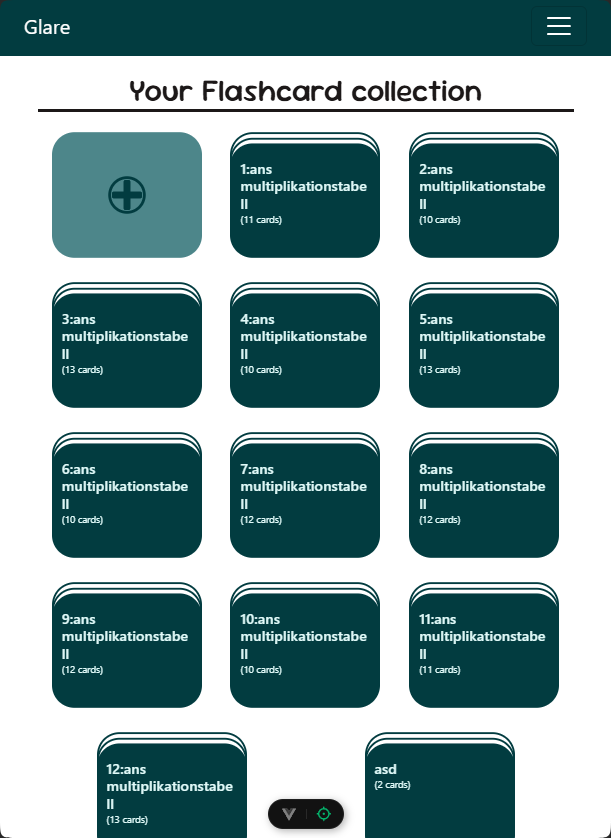 Glare
Your Flashcard collection
1:ans
multiplikationstabe
ll
(11 cards)
2:ans
multiplikationstabe
ll
(10 cards)
3:ans
multiplikationstabe
ll
(13 cards)
4:ans
multiplikationstabe
ll
(10 cards)
5:ans
multiplikationstabe
ll
(13 cards)
6:ans
multiplikationstabe
ll
(10 cards)
7:ans
multiplikationstabe
ll
(12 cards)
8:ans
multiplikationstabe
ll
(12 cards)
9:ans
multiplikationstabe
ll
(12 cards)
10:ans
multiplikationstabe
ll
(10 cards)
11:ans
multiplikationstabe
ll
(11 cards)
12:ans
multiplikationstabe
ll
(13 cards)
asd
(2 cards)